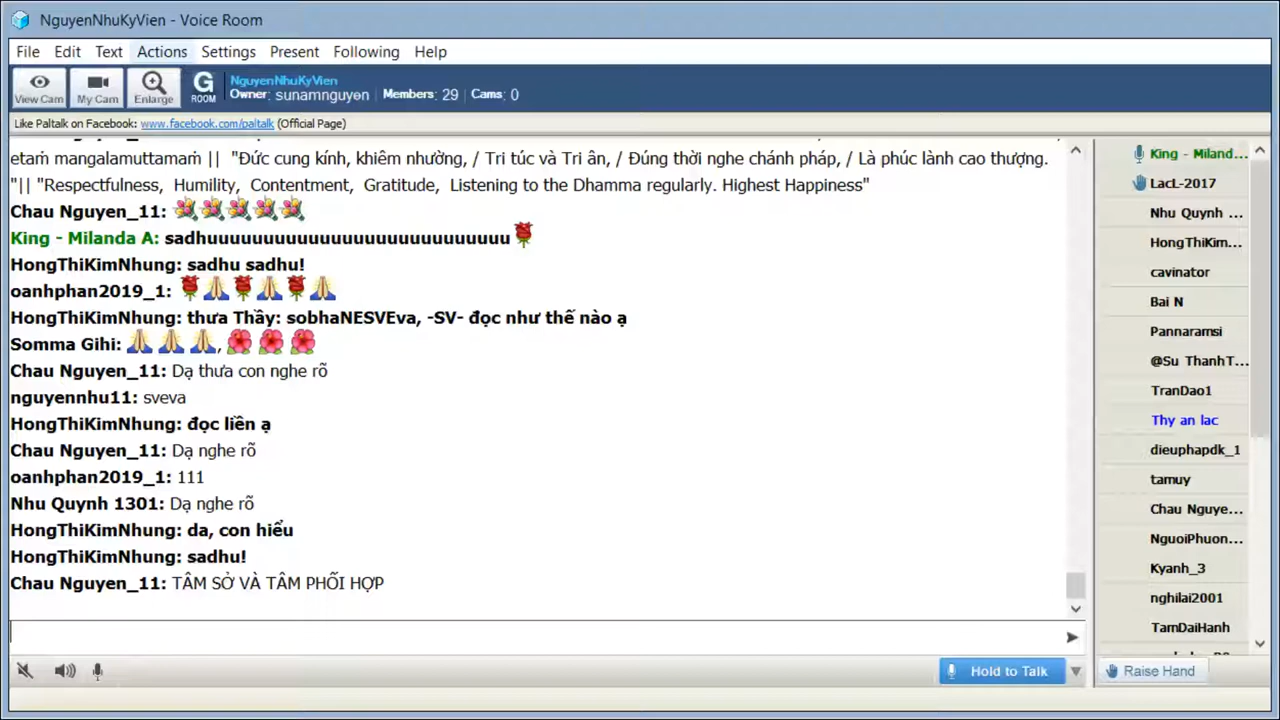 NguyenNhuKyVien - Voice Room
File Edit Text Actions Settings Present Following Help
View Cam My Cam Enlarge G ROOM
NguyenNhuKyVien
Owner: sunamnguyen Members: 29 Cams: 0
Like Paltalk on Facebook: www.facebook.com/paltalk (Official Page)
etaṁ mangalamuttamaṁ || "Đức cung kính, khiêm nhường, / Tri túc và Tri ân, / Đúng thời nghe chánh pháp, / Là phúc lành cao thượng.
"|| "Respectfulness, Humility, Contentment, Gratitude, Listening to the Dhamma regularly. Highest Happiness"
Chau Nguyen_11:
King - Milanda A: sadhuuuuuuuuuuuuuuuuuuuuuuuuuuu
HongThiKimNhung: sadhu sadhu!
oanhphan2019_1:
HongThiKimNhung: thưa Thầy: sobhaNESVEva, -SV- đọc như thế nào ạ
Somma Gihi: ,
Chau Nguyen_11: Dạ thưa con nghe rõ
nguyennhu11: sveva
HongThiKimNhung: đọc liền ạ
Chau Nguyen_11: Dạ nghe rõ
oanhphan2019_1: 111
Nhu Quynh 1301: Dạ nghe rõ
HongThiKimNhung: da, con hiểu
HongThiKimNhung: sadhu!
Chau Nguyen_11: TÂM SỞ VÀ TÂM PHỐI HỢP
King - Miland...
LacL-2017
Nhu Quynh ...
HongThiKim...
cavinator
Bai N
Pannaramsi
@Su ThanhT...
TranDao1
Thy an lac
dieuphapdk_1
tamuy
Chau Nguye...
NguoiPhuon...
Kyanh_3
nghilai2001
TamDaiHanh
Hold to Talk
Raise Hand